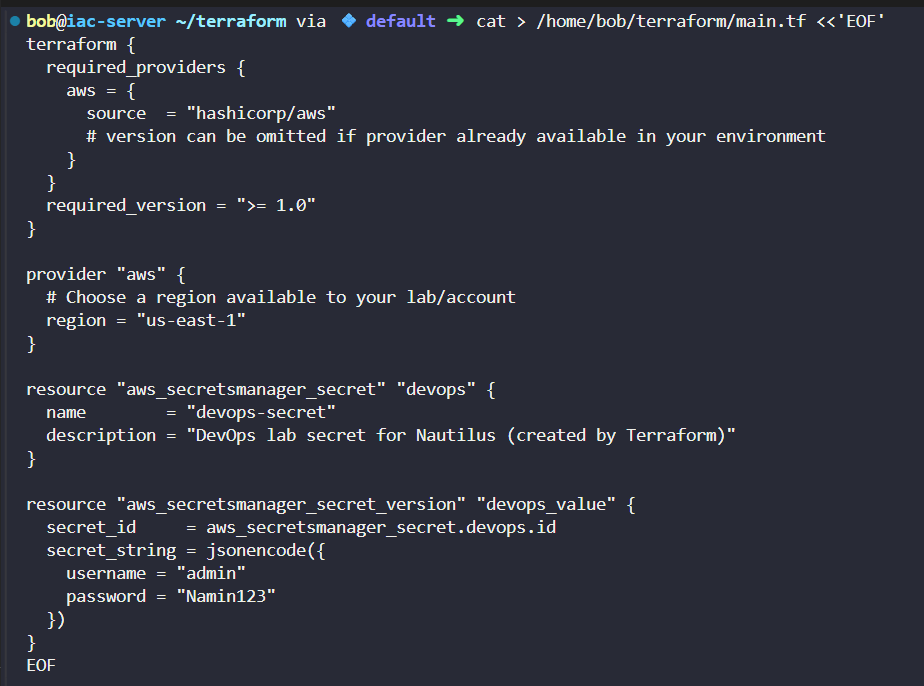 bob@iac-server ~/terraform via default ➜ cat > /home/bob/terraform/main.tf <<'EOF'
terraform {
  required_providers {
    aws = {
      source  = "hashicorp/aws"
      # version can be omitted if provider already available in your environment
    }
  }
  required_version = ">= 1.0"
}

provider "aws" {
  # Choose a region available to your lab/account
  region = "us-east-1"
}

resource "aws_secretsmanager_secret" "devops" {
  name        = "devops-secret"
  description = "DevOps lab secret for Nautilus (created by Terraform)"
}

resource "aws_secretsmanager_secret_version" "devops_value" {
  secret_id     = aws_secretsmanager_secret.devops.id
  secret_string = jsonencode({
    username = "admin"
    password = "Namin123"
  })
}
EOF